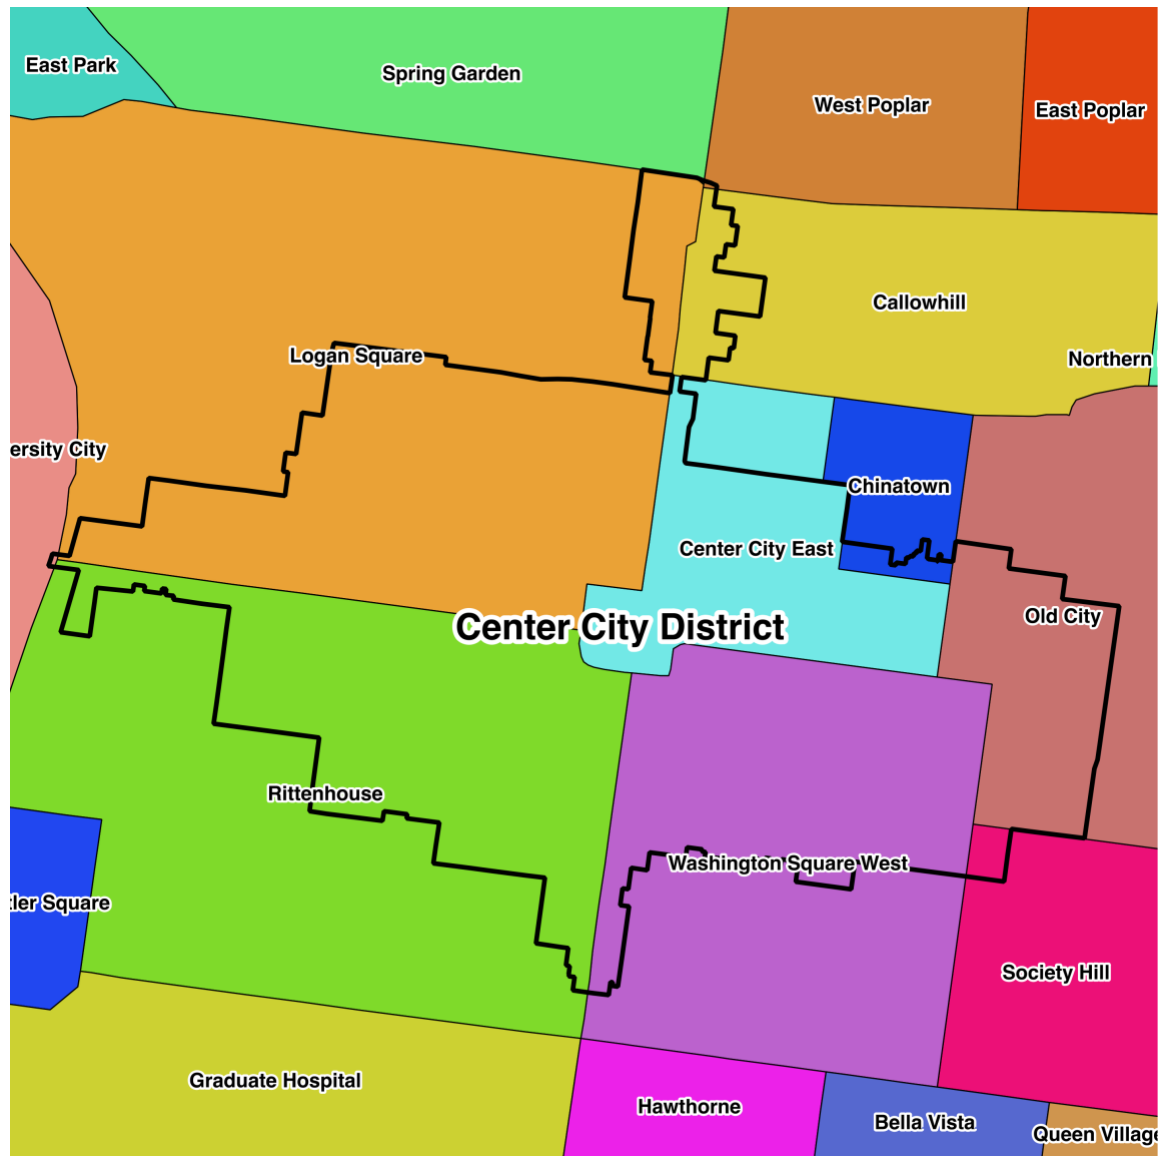 East Park
Spring Garden
West Poplar
East Poplar
Callowhill
Logan Square
Northern
ersity City
Chinatown
Center City East
Old City
Center City District
Rittenhouse
Washington Square West
tler Square
Society Hill
Graduate Hospital
Hawthorne
Bella Vista
Queen Village